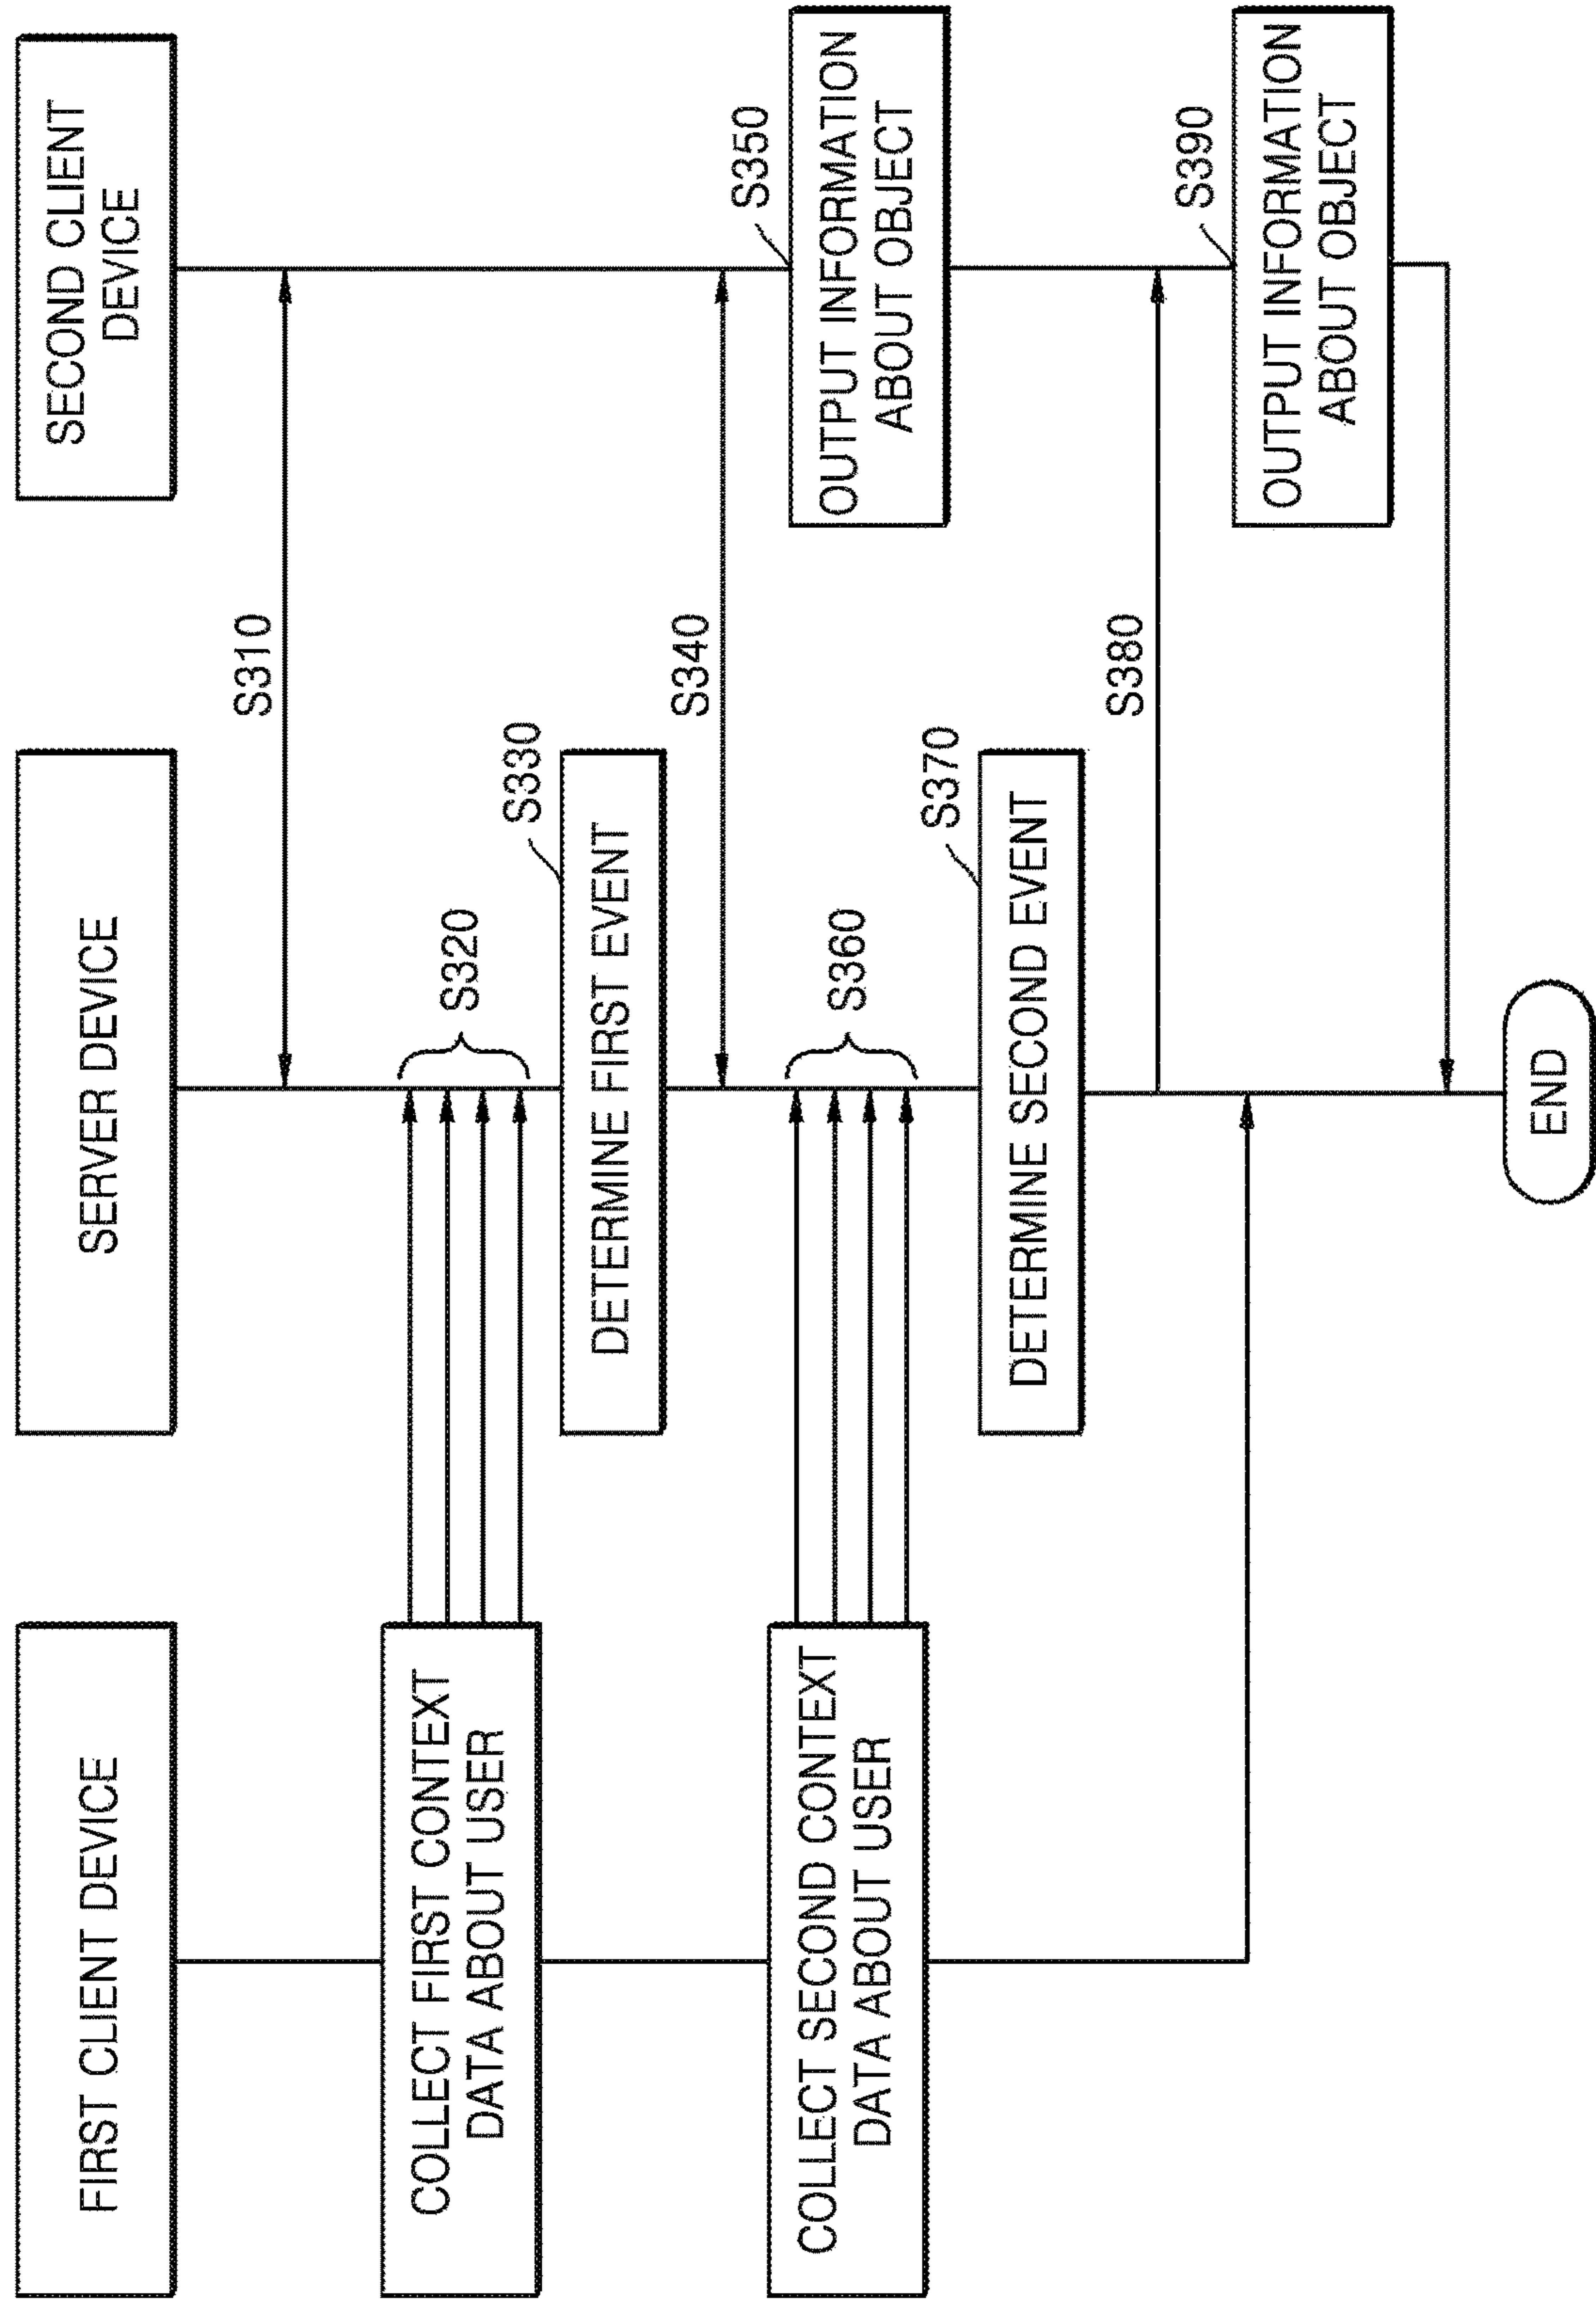 FIRST CLIENT DEVICE
SERVER DEVICE
SECOND CLIENT
DEVICE
S310
COLLECT FIRST CONTEXT
DATA ABOUT USER
S320
S330
DETERMINE FIRST EVENT
S340
S350
OUTPUT INFORMATION
ABOUT OBJECT
COLLECT SECOND CONTEXT
DATA ABOUT USER
S360
S370
DETERMINE SECOND EVENT
S380
S390
OUTPUT INFORMATION
ABOUT OBJECT
END